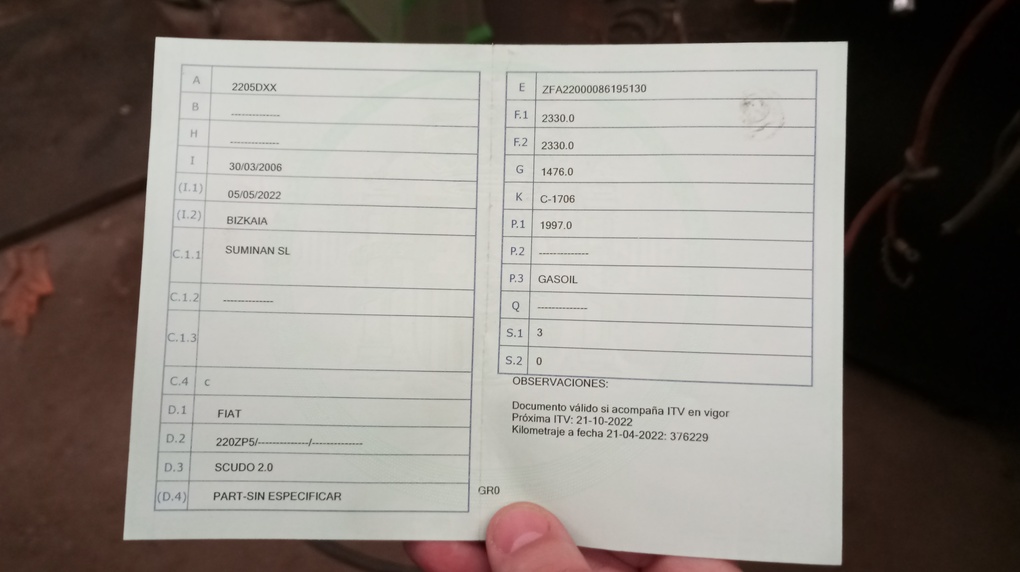 A 2205DXX
B --------------
H --------------
I 30/03/2006
(I.1) 05/05/2022
(I.2) BIZKAIA
C.1.1 SUMINAN SL
C.1.2 --------------
C.1.3
C.4 C
D.1 FIAT
D.2 220ZP5/--------------/--------------
D.3 SCUDO 2.0
(D.4) PART-SIN ESPECIFICAR
GR0
E ZFA22000086195130
F.1 2330.0
F.2 2330.0
G 1476.0
K C-1706
P.1 1997.0
P.2 --------------
P.3 GASOIL
Q --------------
S.1 3
S.2 0
OBSERVACIONES:
Documento válido si acompaña ITV en vigor
Próxima ITV: 21-10-2022
Kilometraje a fecha 21-04-2022: 376229